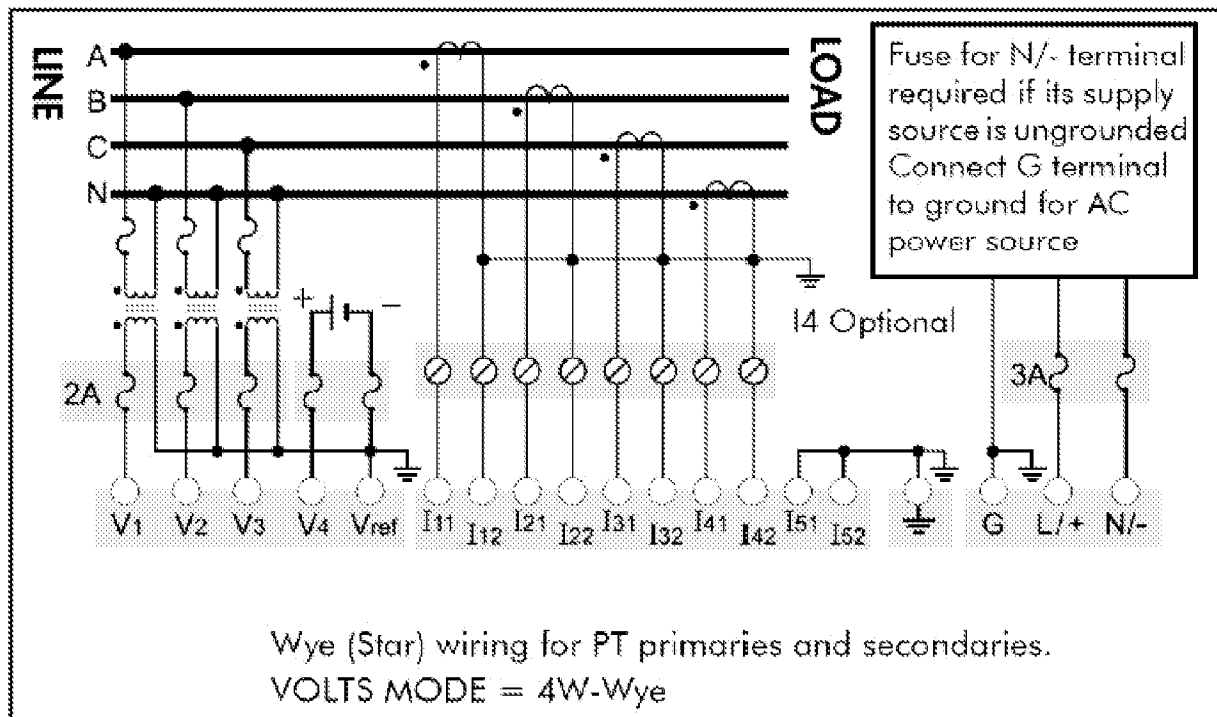 LINE
A
B
C
N
LOAD
Fuse for N/- terminal
required if its supply
source is ungrounded
Connect G terminal
to ground for AC
power source
+ −
I4 Optional
2A
3A
V1 V2 V3 V4 Vref I11 I12 I21 I22 I31 I32 I41 I42 I51 I52 G L/+ N/-
Wye (Star) wiring for PT primaries and secondaries.
VOLTS MODE = 4W-Wye